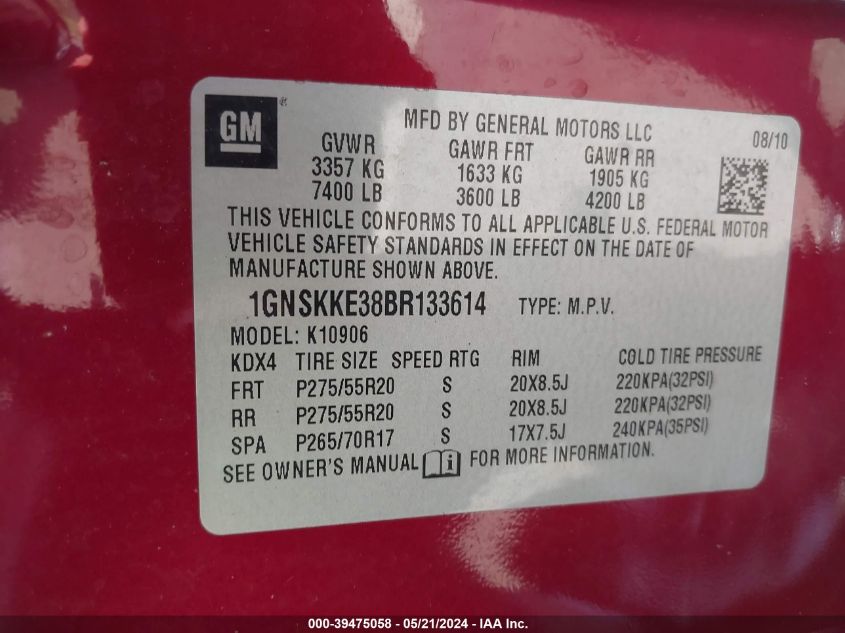 GM
MFD BY GENERAL MOTORS LLC 08/10
GVWR GAWR FRT GAWR RR
3357 KG 1633 KG 1905 KG
7400 LB 3600 LB 4200 LB
THIS VEHICLE CONFORMS TO ALL APPLICABLE U.S. FEDERAL MOTOR
VEHICLE SAFETY STANDARDS IN EFFECT ON THE DATE OF
MANUFACTURE SHOWN ABOVE.
1GNSKKE38BR133614 TYPE: M.P.V.
MODEL: K10906
KDX4 TIRE SIZE SPEED RTG RIM COLD TIRE PRESSURE
FRT P275/55R20 S 20X8.5J 220KPA(32PSI)
RR P275/55R20 S 20X8.5J 220KPA(32PSI)
SPA P265/70R17 S 17X7.5J 240KPA(35PSI)
SEE OWNER'S MANUAL FOR MORE INFORMATION.
000-39475058 - 05/21/2024 - IAA Inc.